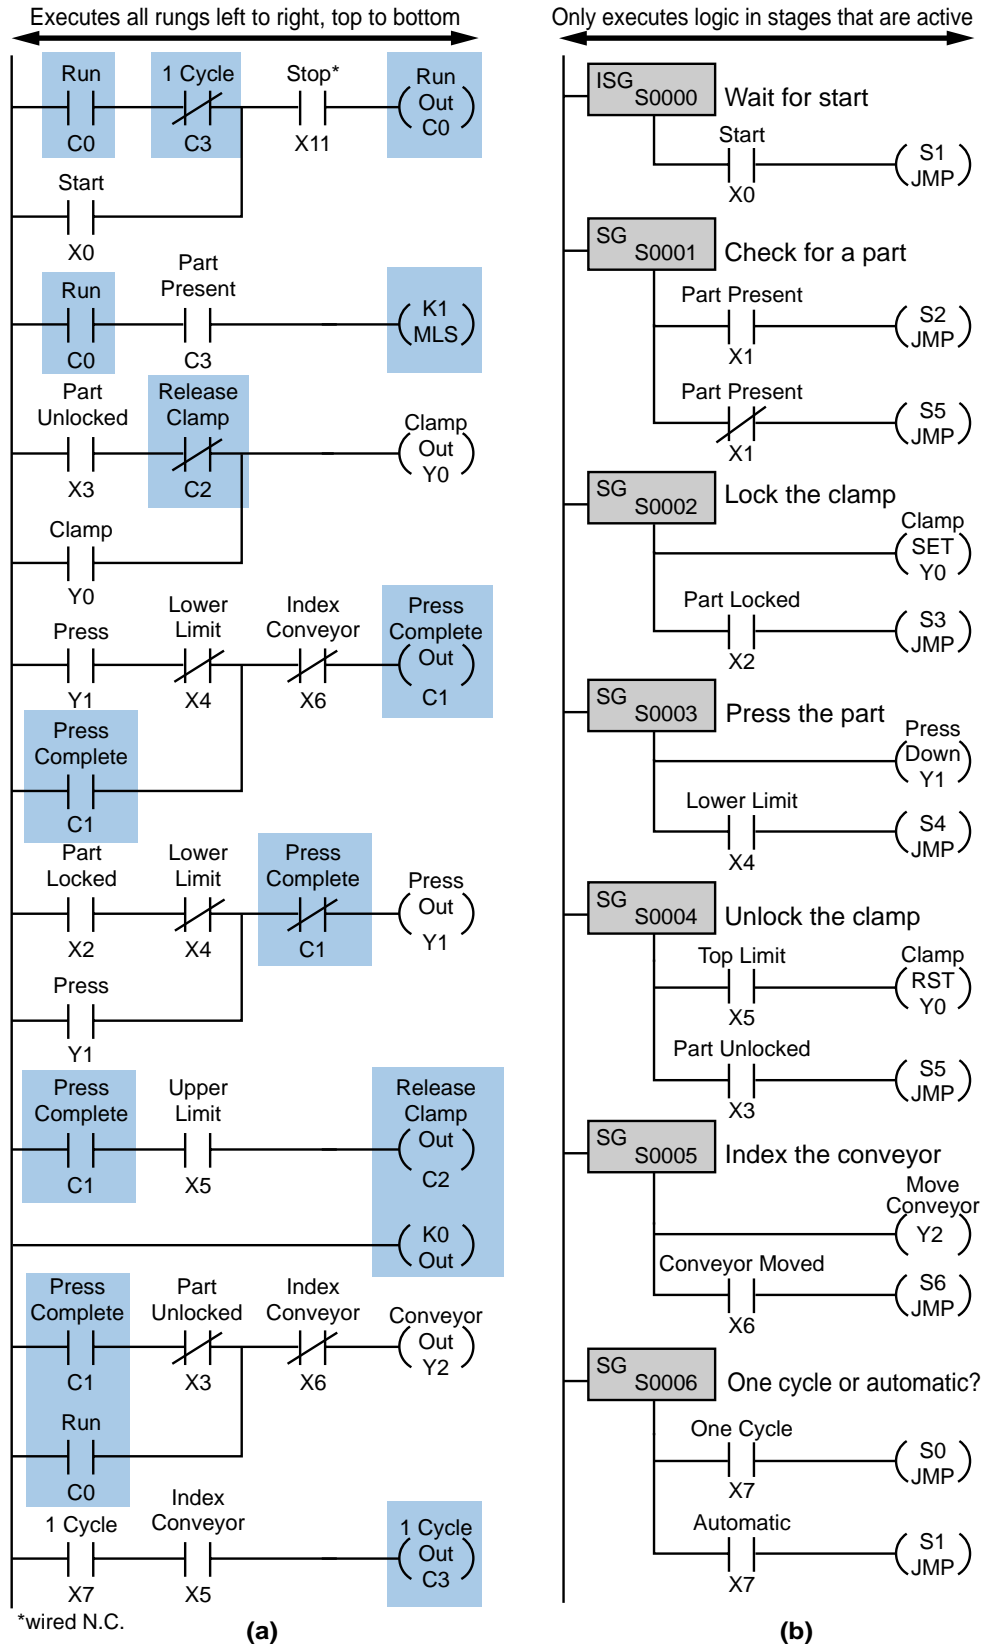 Executes all rungs left to right, top to bottom
Run
C0
1 Cycle
C3
Stop*
X11
Run
Out
C0
Start
X0
Run
C0
Part
Present
C3
K1
MLS
Part
Unlocked
X3
Release
Clamp
C2
Clamp
Out
Y0
Clamp
Y0
Press
Y1
Lower
Limit
X4
Index
Conveyor
X6
Press
Complete
Out
C1
Press
Complete
C1
Part
Locked
X2
Lower
Limit
X4
Press
Complete
C1
Press
Out
Y1
Press
Y1
Press
Complete
C1
Upper
Limit
X5
Release
Clamp
Out
C2
K0
Out
Press
Complete
C1
Part
Unlocked
X3
Index
Conveyor
X6
Conveyor
Out
Y2
Run
C0
1 Cycle
X7
Index
Conveyor
X5
1 Cycle
Out
C3
*wired N.C.
(a)
Only executes logic in stages that are active
ISG
S0000
Wait for start
Start
X0
S1
JMP
SG
S0001
Check for a part
Part Present
X1
S2
JMP
Part Present
X1
S5
JMP
SG
S0002
Lock the clamp
Clamp
SET
Y0
Part Locked
X2
S3
JMP
SG
S0003
Press the part
Press
Down
Y1
Lower Limit
X4
S4
JMP
SG
S0004
Unlock the clamp
Top Limit
X5
Clamp
RST
Y0
Part Unlocked
X3
S5
JMP
SG
S0005
Index the conveyor
Move
Conveyor
Y2
Conveyor Moved
X6
S6
JMP
SG
S0006
One cycle or automatic?
One Cycle
X7
S0
JMP
Automatic
X7
S1
JMP
(b)